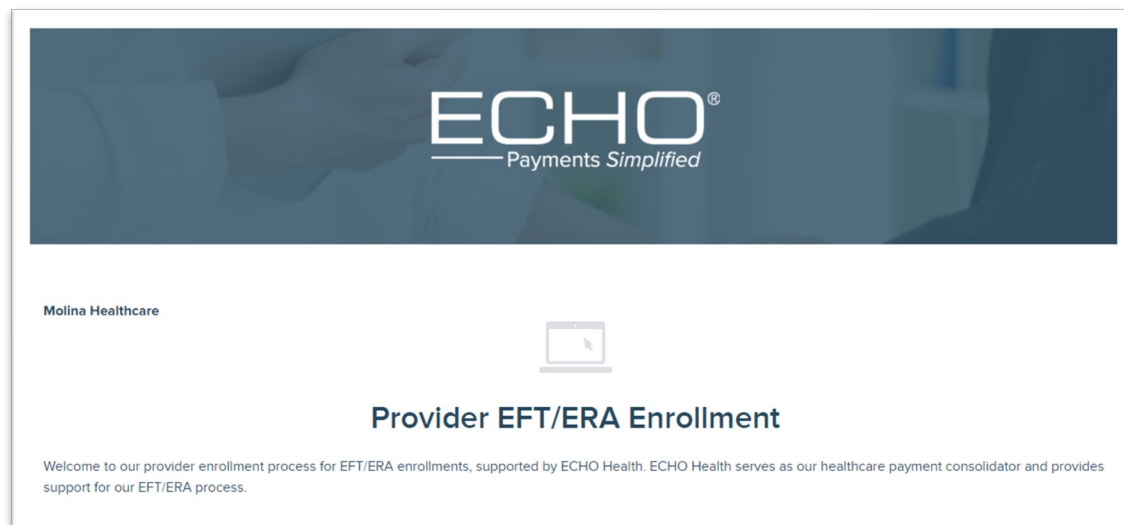 ECHO®
Payments Simplified
Molina Healthcare
Provider EFT/ERA Enrollment
Welcome to our provider enrollment process for EFT/ERA enrollments, supported by ECHO Health. ECHO Health serves as our healthcare payment consolidator and provides
support for our EFT/ERA process.